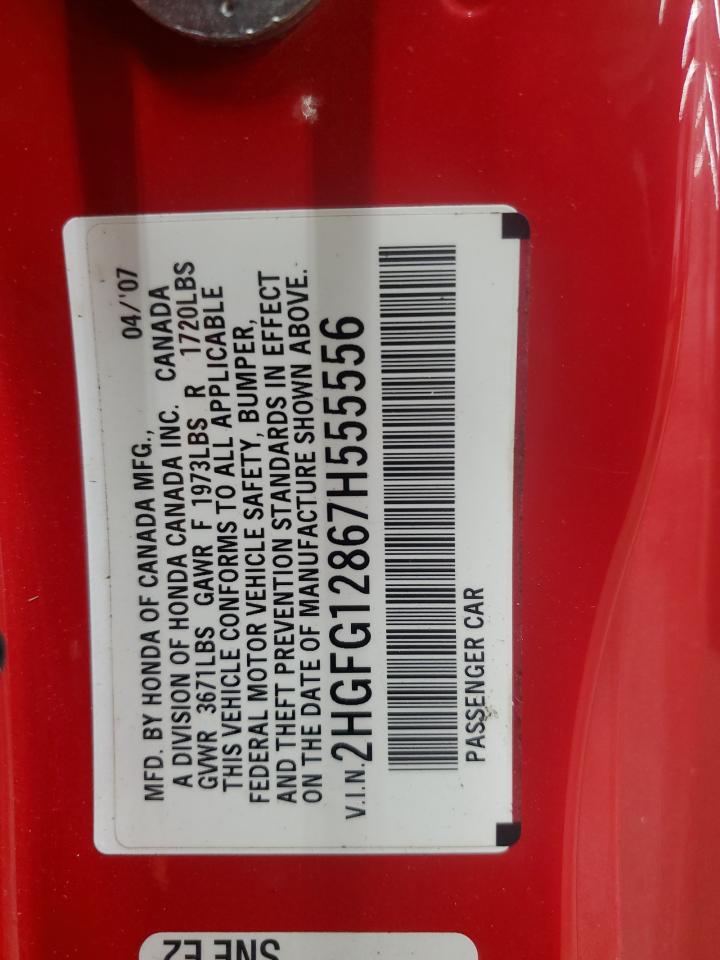 MFD. BY HONDA OF CANADA MFG., 04/'07
A DIVISION OF HONDA CANADA INC. CANADA
GVWR 3671LBS GAWR F 1973LBS R 1720LBS
THIS VEHICLE CONFORMS TO ALL APPLICABLE
FEDERAL MOTOR VEHICLE SAFETY, BUMPER,
AND THEFT PREVENTION STANDARDS IN EFFECT
ON THE DATE OF MANUFACTURE SHOWN ABOVE.
V.I.N. 2HGFG12867H555556
PASSENGER CAR